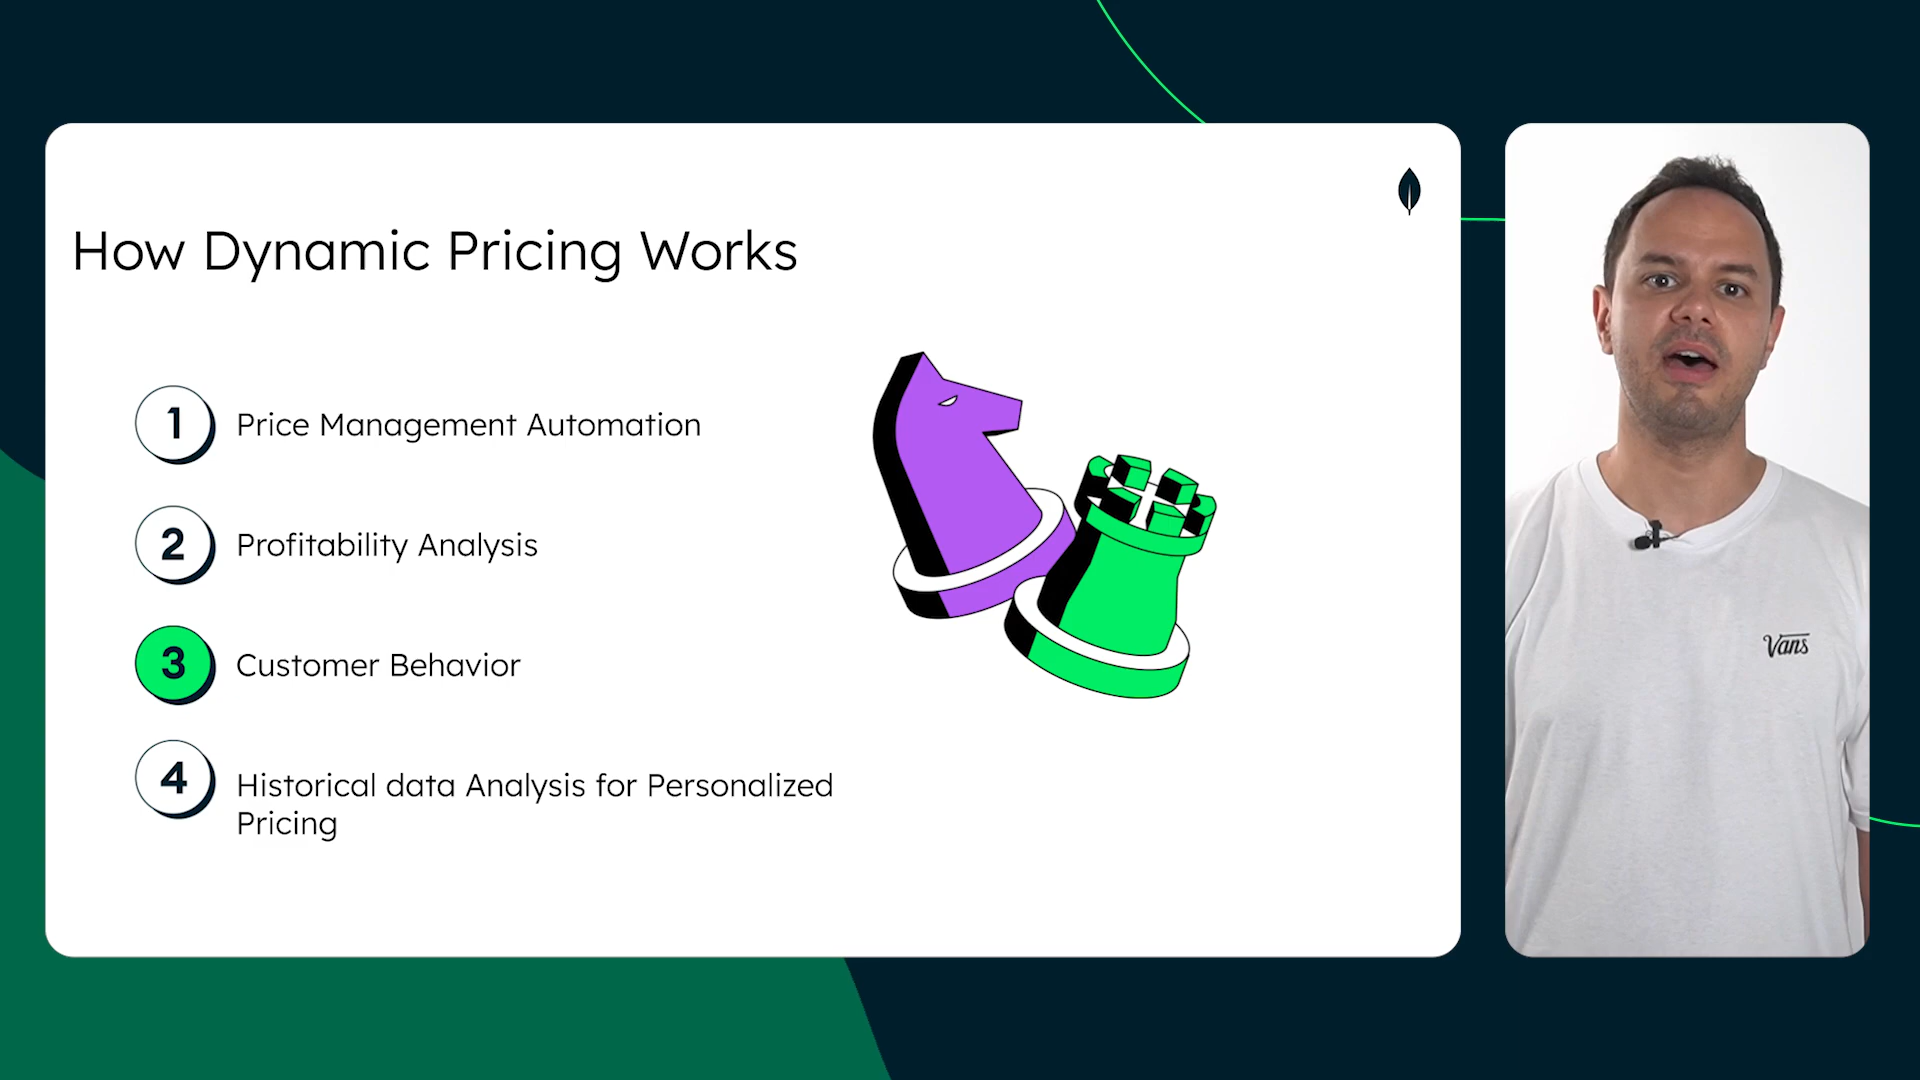 How Dynamic Pricing Works
1 Price Management Automation
2 Profitability Analysis
3 Customer Behavior
4 Historical data Analysis for Personalized
Pricing
Vans